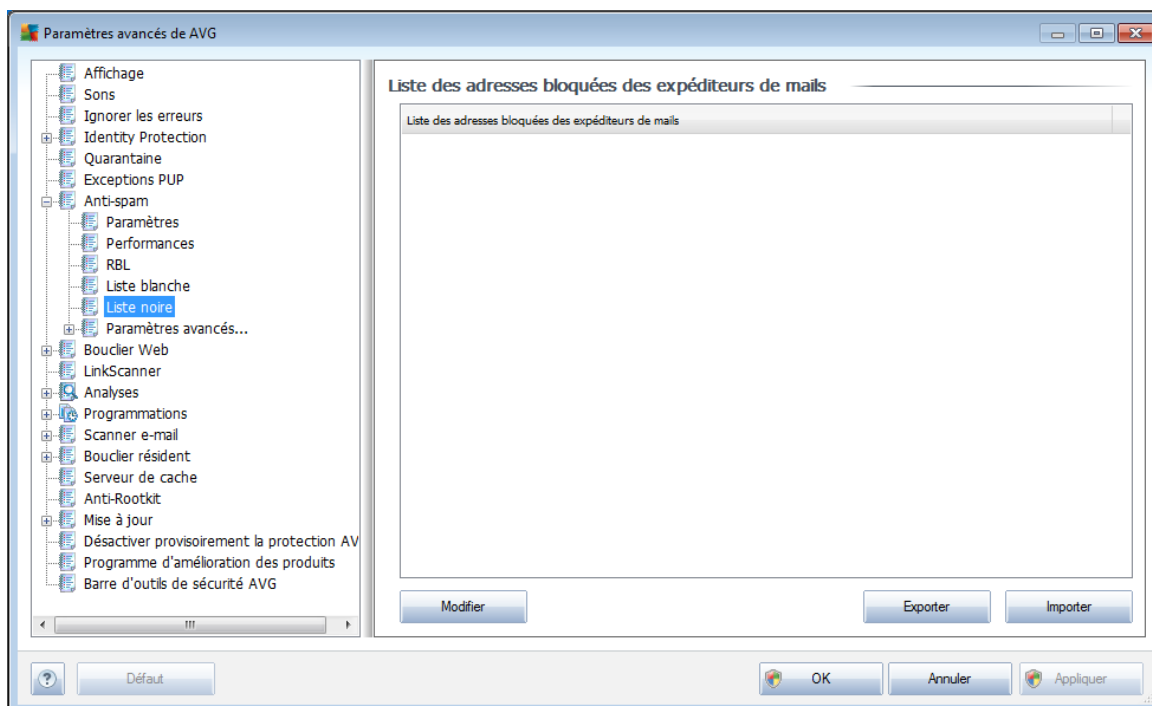 Paramètres avancés de AVG
Affichage
Sons
Ignorer les erreurs
Identity Protection
Quarantaine
Exceptions PUP
Anti-spam
Paramètres
Performances
RBL
Liste blanche
Liste noire
Paramètres avancés...
Bouclier Web
LinkScanner
Analyses
Programmations
Scanner e-mail
Bouclier résident
Serveur de cache
Anti-Rootkit
Mise à jour
Désactiver provisoirement la protection AV
Programme d'amélioration des produits
Barre d'outils de sécurité AVG
Liste des adresses bloquées des expéditeurs de mails
Liste des adresses bloquées des expéditeurs de mails
Modifier
Exporter
Importer
?
Défaut
OK
Annuler
Appliquer